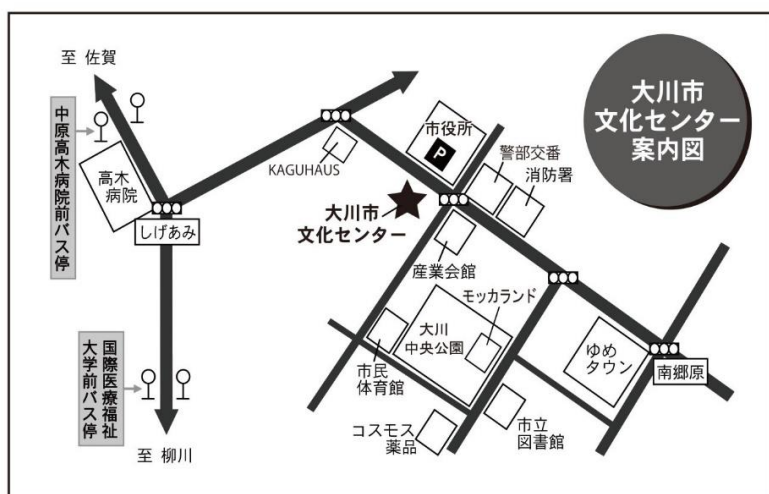 大川市
文化センター
案内図
至 佐賀
中原高木病院前バス停
高木
病院
しげあみ
KAGUHAUS
市役所
P
警部交番
消防署
大川市
文化センター
産業会館
モッカランド
大川
中央公園
市民
体育館
ゆめ
タウン
南郷原
国際医療福祉
大学前バス停
至 柳川
コスモス
薬品
市立
図書館